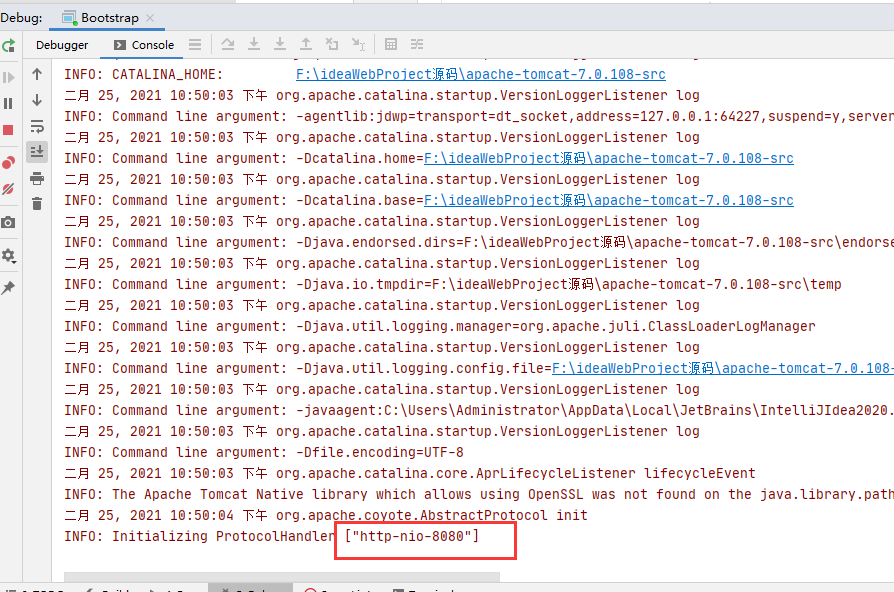 Debug: Bootstrap
Debugger Console
INFO: CATALINA_HOME: F:\ideaWebProject源码\apache-tomcat-7.0.108-src
二月 25, 2021 10:50:03 下午 org.apache.catalina.startup.VersionLoggerListener log
INFO: Command line argument: -agentlib:jdwp=transport=dt_socket,address=127.0.0.1:64227,suspend=y,server
二月 25, 2021 10:50:03 下午 org.apache.catalina.startup.VersionLoggerListener log
INFO: Command line argument: -Dcatalina.home=F:\ideaWebProject源码\apache-tomcat-7.0.108-src
二月 25, 2021 10:50:03 下午 org.apache.catalina.startup.VersionLoggerListener log
INFO: Command line argument: -Dcatalina.base=F:\ideaWebProject源码\apache-tomcat-7.0.108-src
二月 25, 2021 10:50:03 下午 org.apache.catalina.startup.VersionLoggerListener log
INFO: Command line argument: -Djava.endorsed.dirs=F:\ideaWebProject源码\apache-tomcat-7.0.108-src\endorse
二月 25, 2021 10:50:03 下午 org.apache.catalina.startup.VersionLoggerListener log
INFO: Command line argument: -Djava.io.tmpdir=F:\ideaWebProject源码\apache-tomcat-7.0.108-src\temp
二月 25, 2021 10:50:03 下午 org.apache.catalina.startup.VersionLoggerListener log
INFO: Command line argument: -Djava.util.logging.manager=org.apache.juli.ClassLoaderLogManager
二月 25, 2021 10:50:03 下午 org.apache.catalina.startup.VersionLoggerListener log
INFO: Command line argument: -Djava.util.logging.config.file=F:\ideaWebProject源码\apache-tomcat-7.0.108-
二月 25, 2021 10:50:03 下午 org.apache.catalina.startup.VersionLoggerListener log
INFO: Command line argument: -javaagent:C:\Users\Administrator\AppData\Local\JetBrains\IntelliJIdea2020.
二月 25, 2021 10:50:03 下午 org.apache.catalina.startup.VersionLoggerListener log
INFO: Command line argument: -Dfile.encoding=UTF-8
二月 25, 2021 10:50:03 下午 org.apache.catalina.core.AprLifecycleListener lifecycleEvent
INFO: The Apache Tomcat Native library which allows using OpenSSL was not found on the java.library.path
二月 25, 2021 10:50:04 下午 org.apache.coyote.AbstractProtocol init
INFO: Initializing ProtocolHandler ["http-nio-8080"]